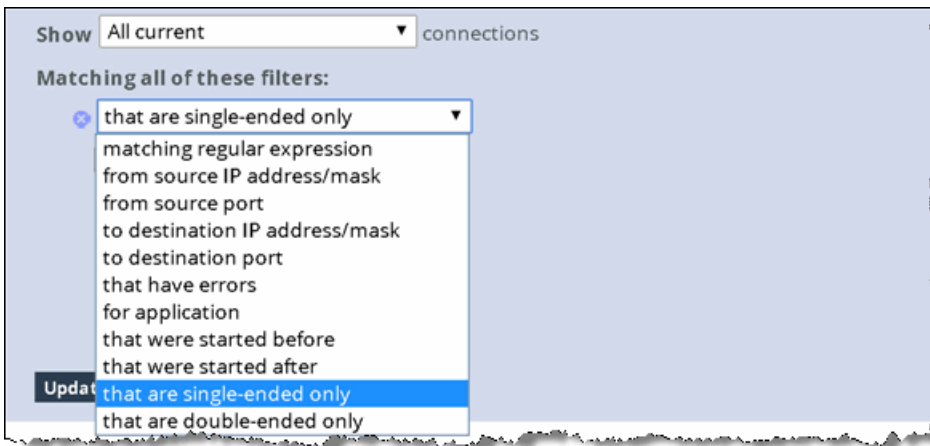 Show All current connections
Matching all of these filters:
that are single-ended only
matching regular expression
from source IP address/mask
from source port
to destination IP address/mask
to destination port
that have errors
for application
that were started before
that were started after
Updat
that are single-ended only
that are double-ended only